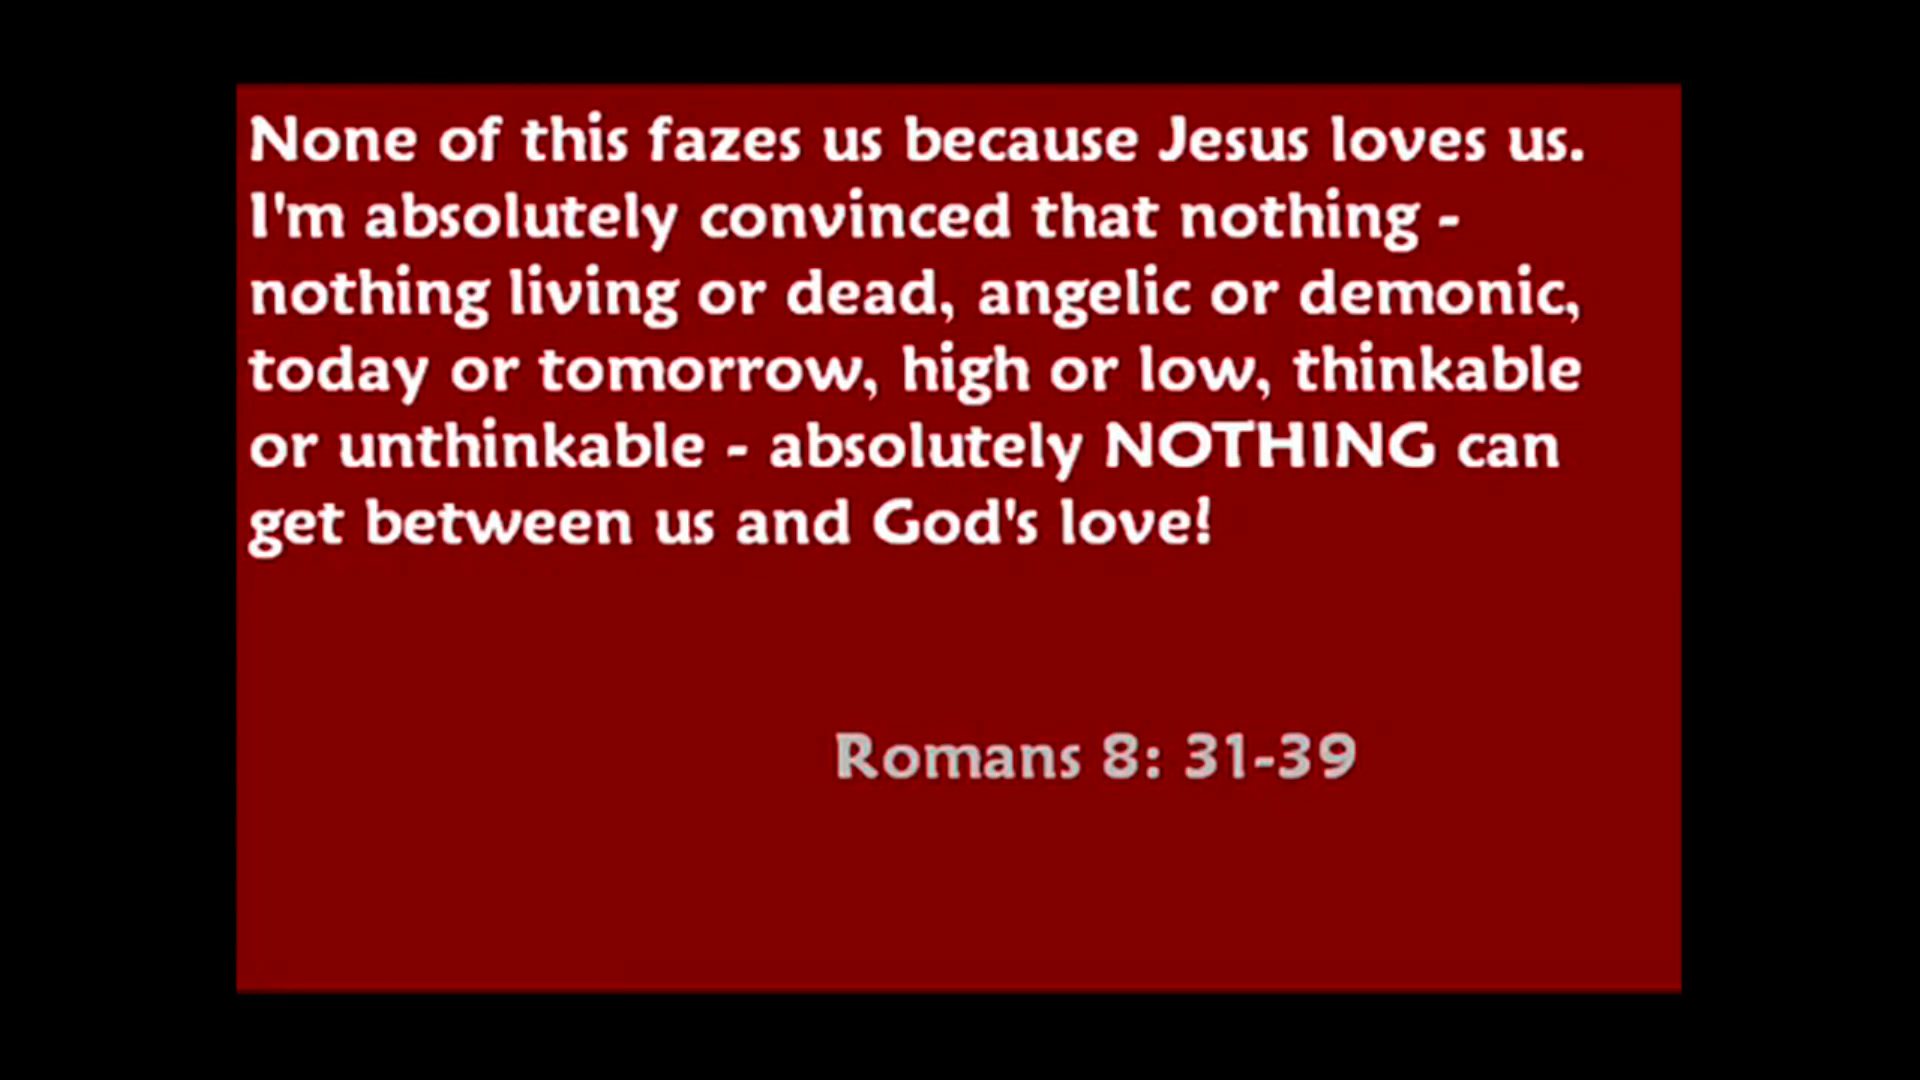 None of this fazes us because Jesus loves us.
I'm absolutely convinced that nothing -
nothing living or dead, angelic or demonic,
today or tomorrow, high or low, thinkable
or unthinkable - absolutely NOTHING can
get between us and God's love!
Romans 8: 31-39